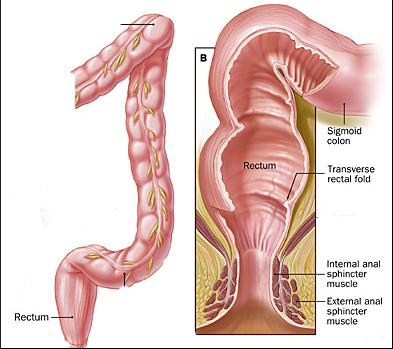 B
Sigmoid
colon
Rectum
Transverse
rectal fold
Internal anal
sphincter
muscle
External anal
sphincter
muscle
Rectum